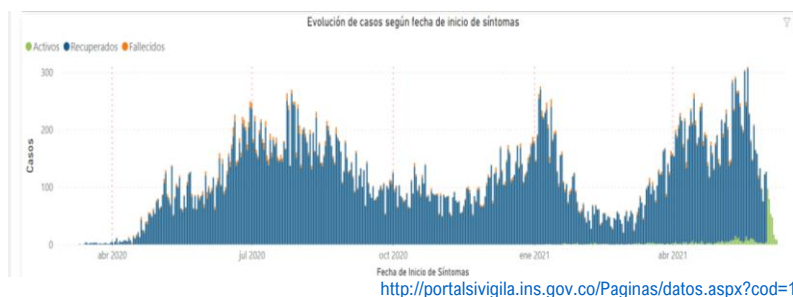 Evolución de casos según fecha de inicio de síntomas
Activos Recuperados Fallecidos
300
200
100
0
Casos
abr 2020 jul 2020 oct 2020 ene 2021 abr 2021
Fecha de Inicio de Síntomas
http://portalsivigila.ins.gov.co/Paginas/datos.aspx?cod=1